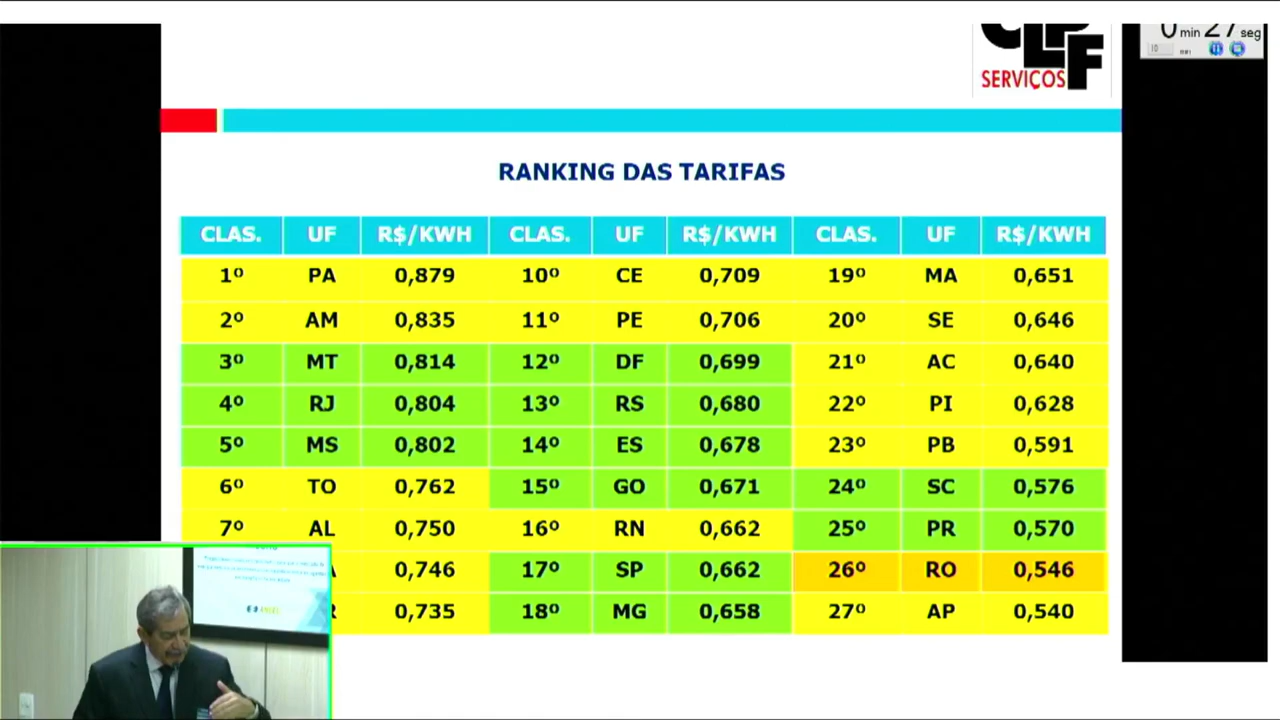 0 min 27 seg
10
CLPF
SERVIÇOS
RANKING DAS TARIFAS
CLAS. UF R$/KWH CLAS. UF R$/KWH CLAS. UF R$/KWH
1º PA 0,879 10º CE 0,709 19º MA 0,651
2º AM 0,835 11º PE 0,706 20º SE 0,646
3º MT 0,814 12º DF 0,699 21º AC 0,640
4º RJ 0,804 13º RS 0,680 22º PI 0,628
5º MS 0,802 14º ES 0,678 23º PB 0,591
6º TO 0,762 15º GO 0,671 24º SC 0,576
7º AL 0,750 16º RN 0,662 25º PR 0,570
0,746 17º SP 0,662 26º RO 0,546
0,735 18º MG 0,658 27º AP 0,540